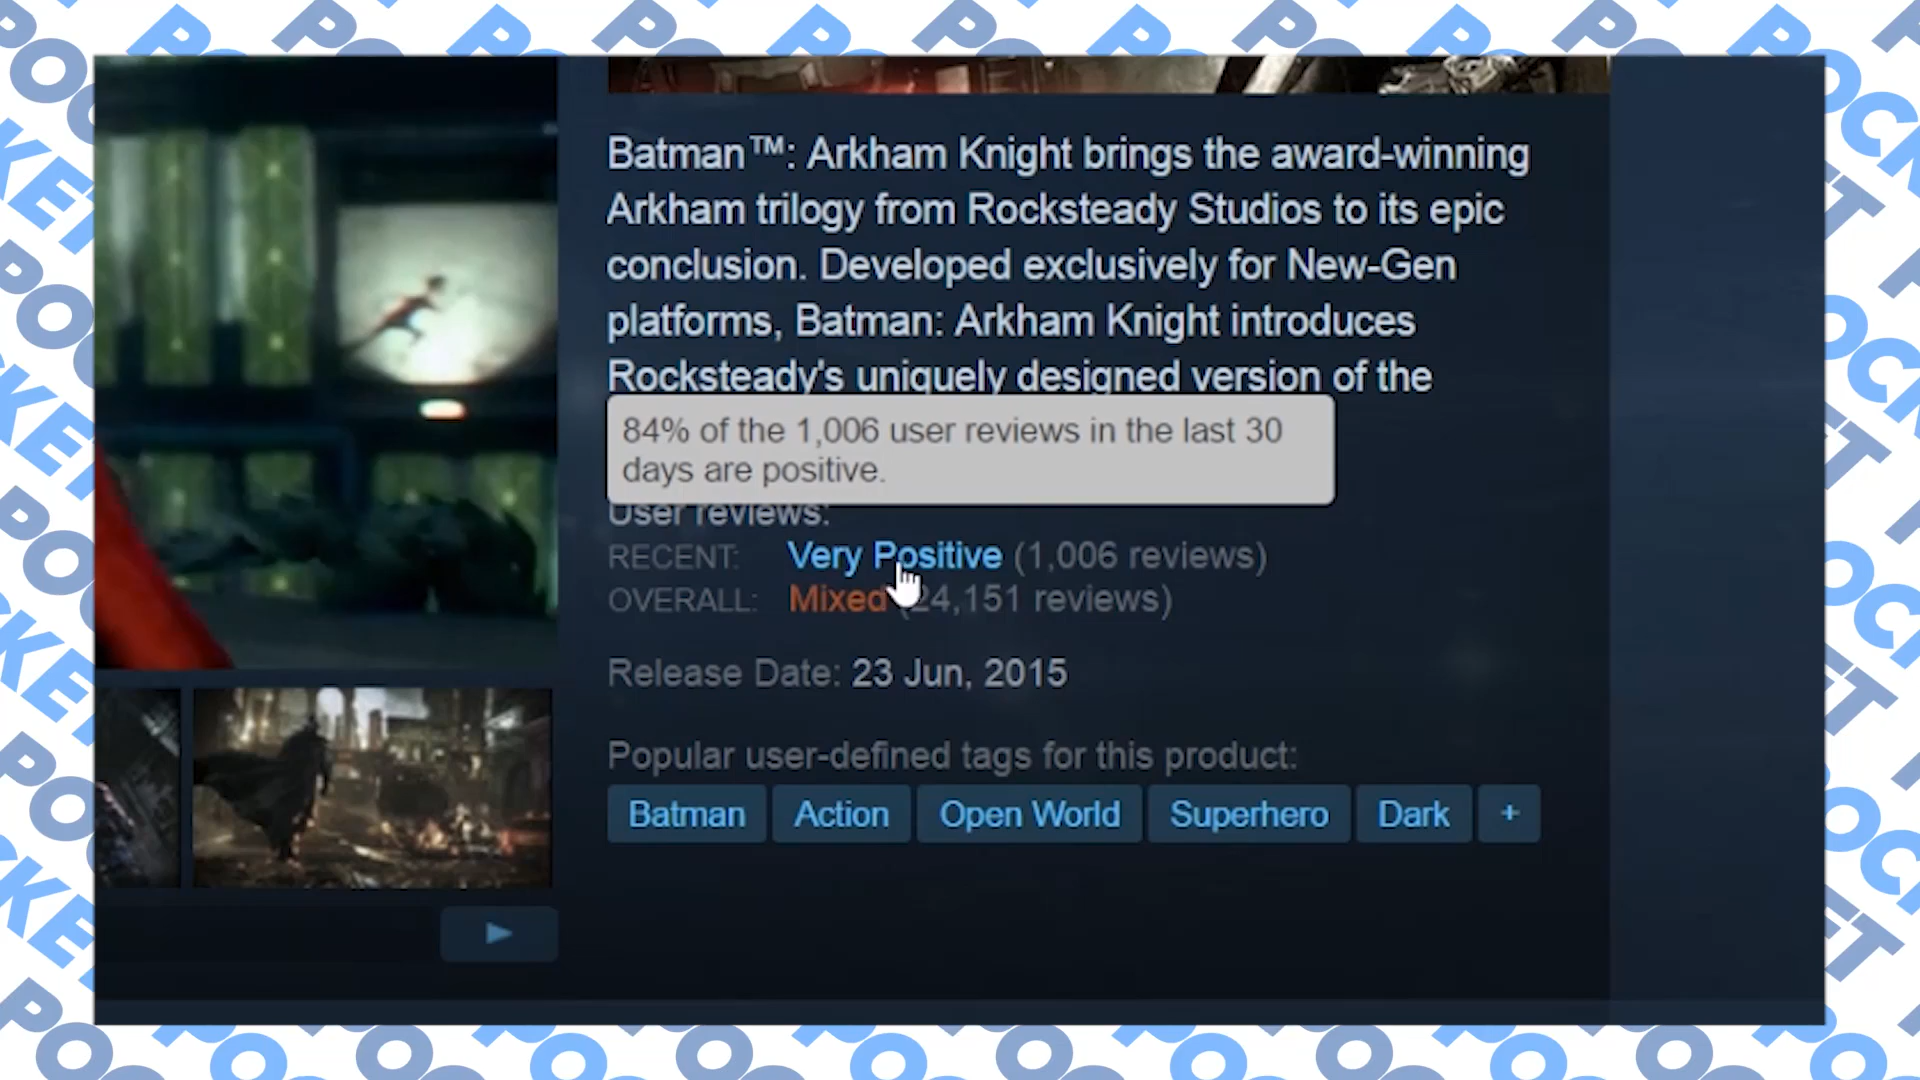 Batman™: Arkham Knight brings the award-winning
Arkham trilogy from Rocksteady Studios to its epic
conclusion. Developed exclusively for New-Gen
platforms, Batman: Arkham Knight introduces
Rocksteady's uniquely designed version of the
84% of the 1,006 user reviews in the last 30
days are positive.
User reviews:
RECENT: Very Positive (1,006 reviews)
OVERALL: Mixed (24,151 reviews)
Release Date: 23 Jun, 2015
Popular user-defined tags for this product:
Batman Action Open World Superhero Dark +